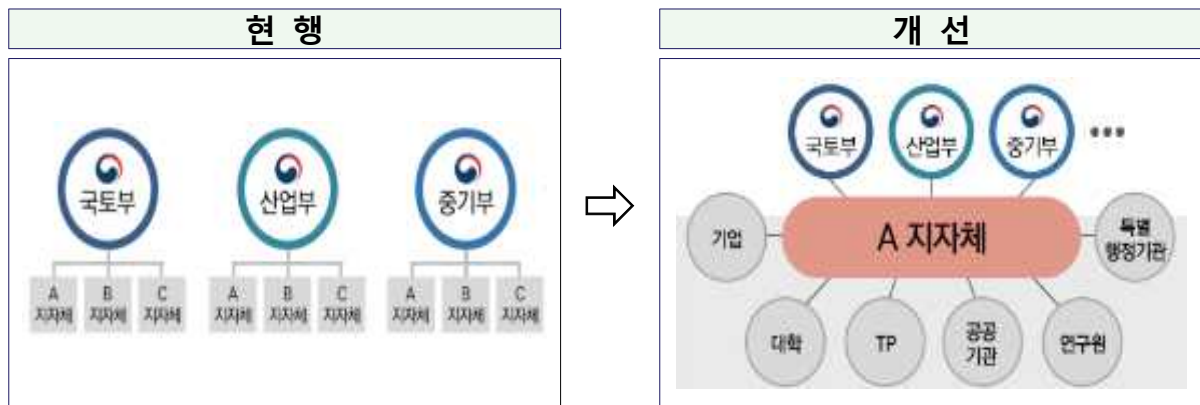 현 행
국토부
산업부
중기부
A
지자체
B
지자체
C
지자체
A
지자체
B
지자체
C
지자체
A
지자체
B
지자체
C
지자체
개 선
국토부
산업부
중기부
기업
A 지자체
특별
행정기관
대학
TP
공공
기관
연구원